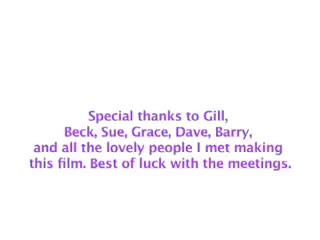 Special thanks to Gill,
Beck, Sue, Grace, Dave, Barry,
and all the lovely people I met making
this film. Best of luck with the meetings.